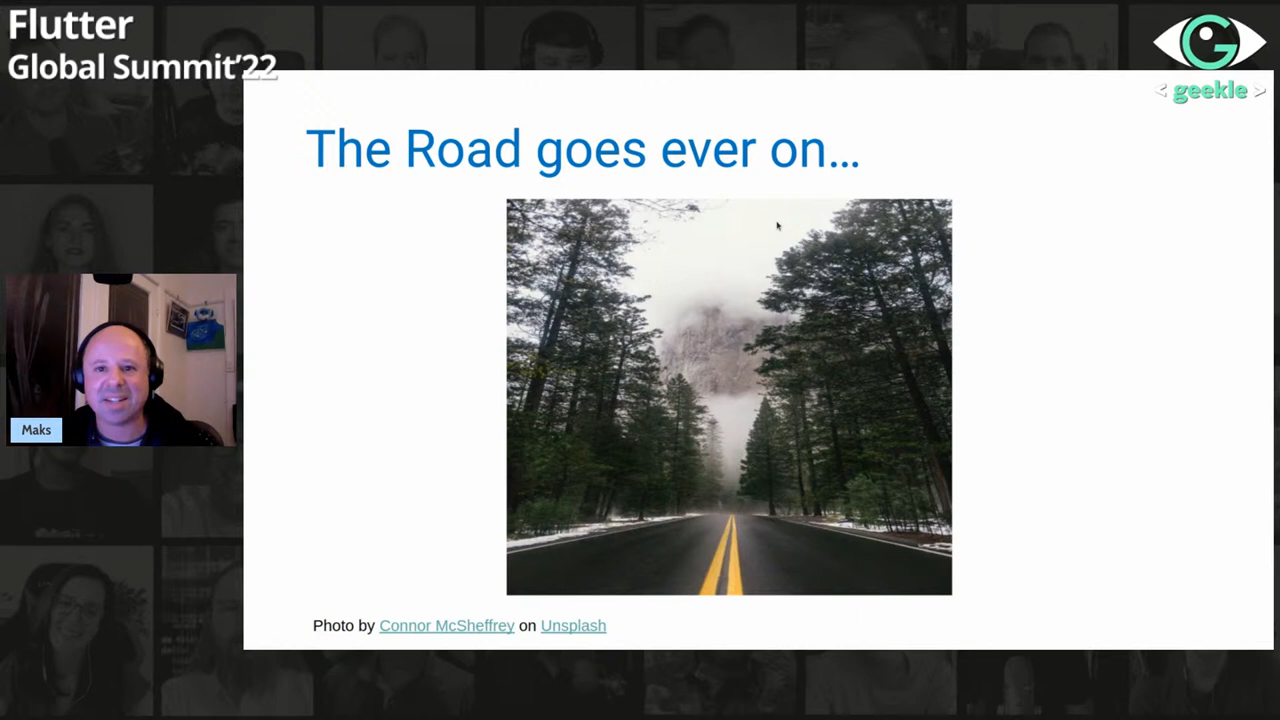 Flutter
Global Summit'22
< geekle >
The Road goes ever on...
Maks
Photo by Connor McSheffrey on Unsplash